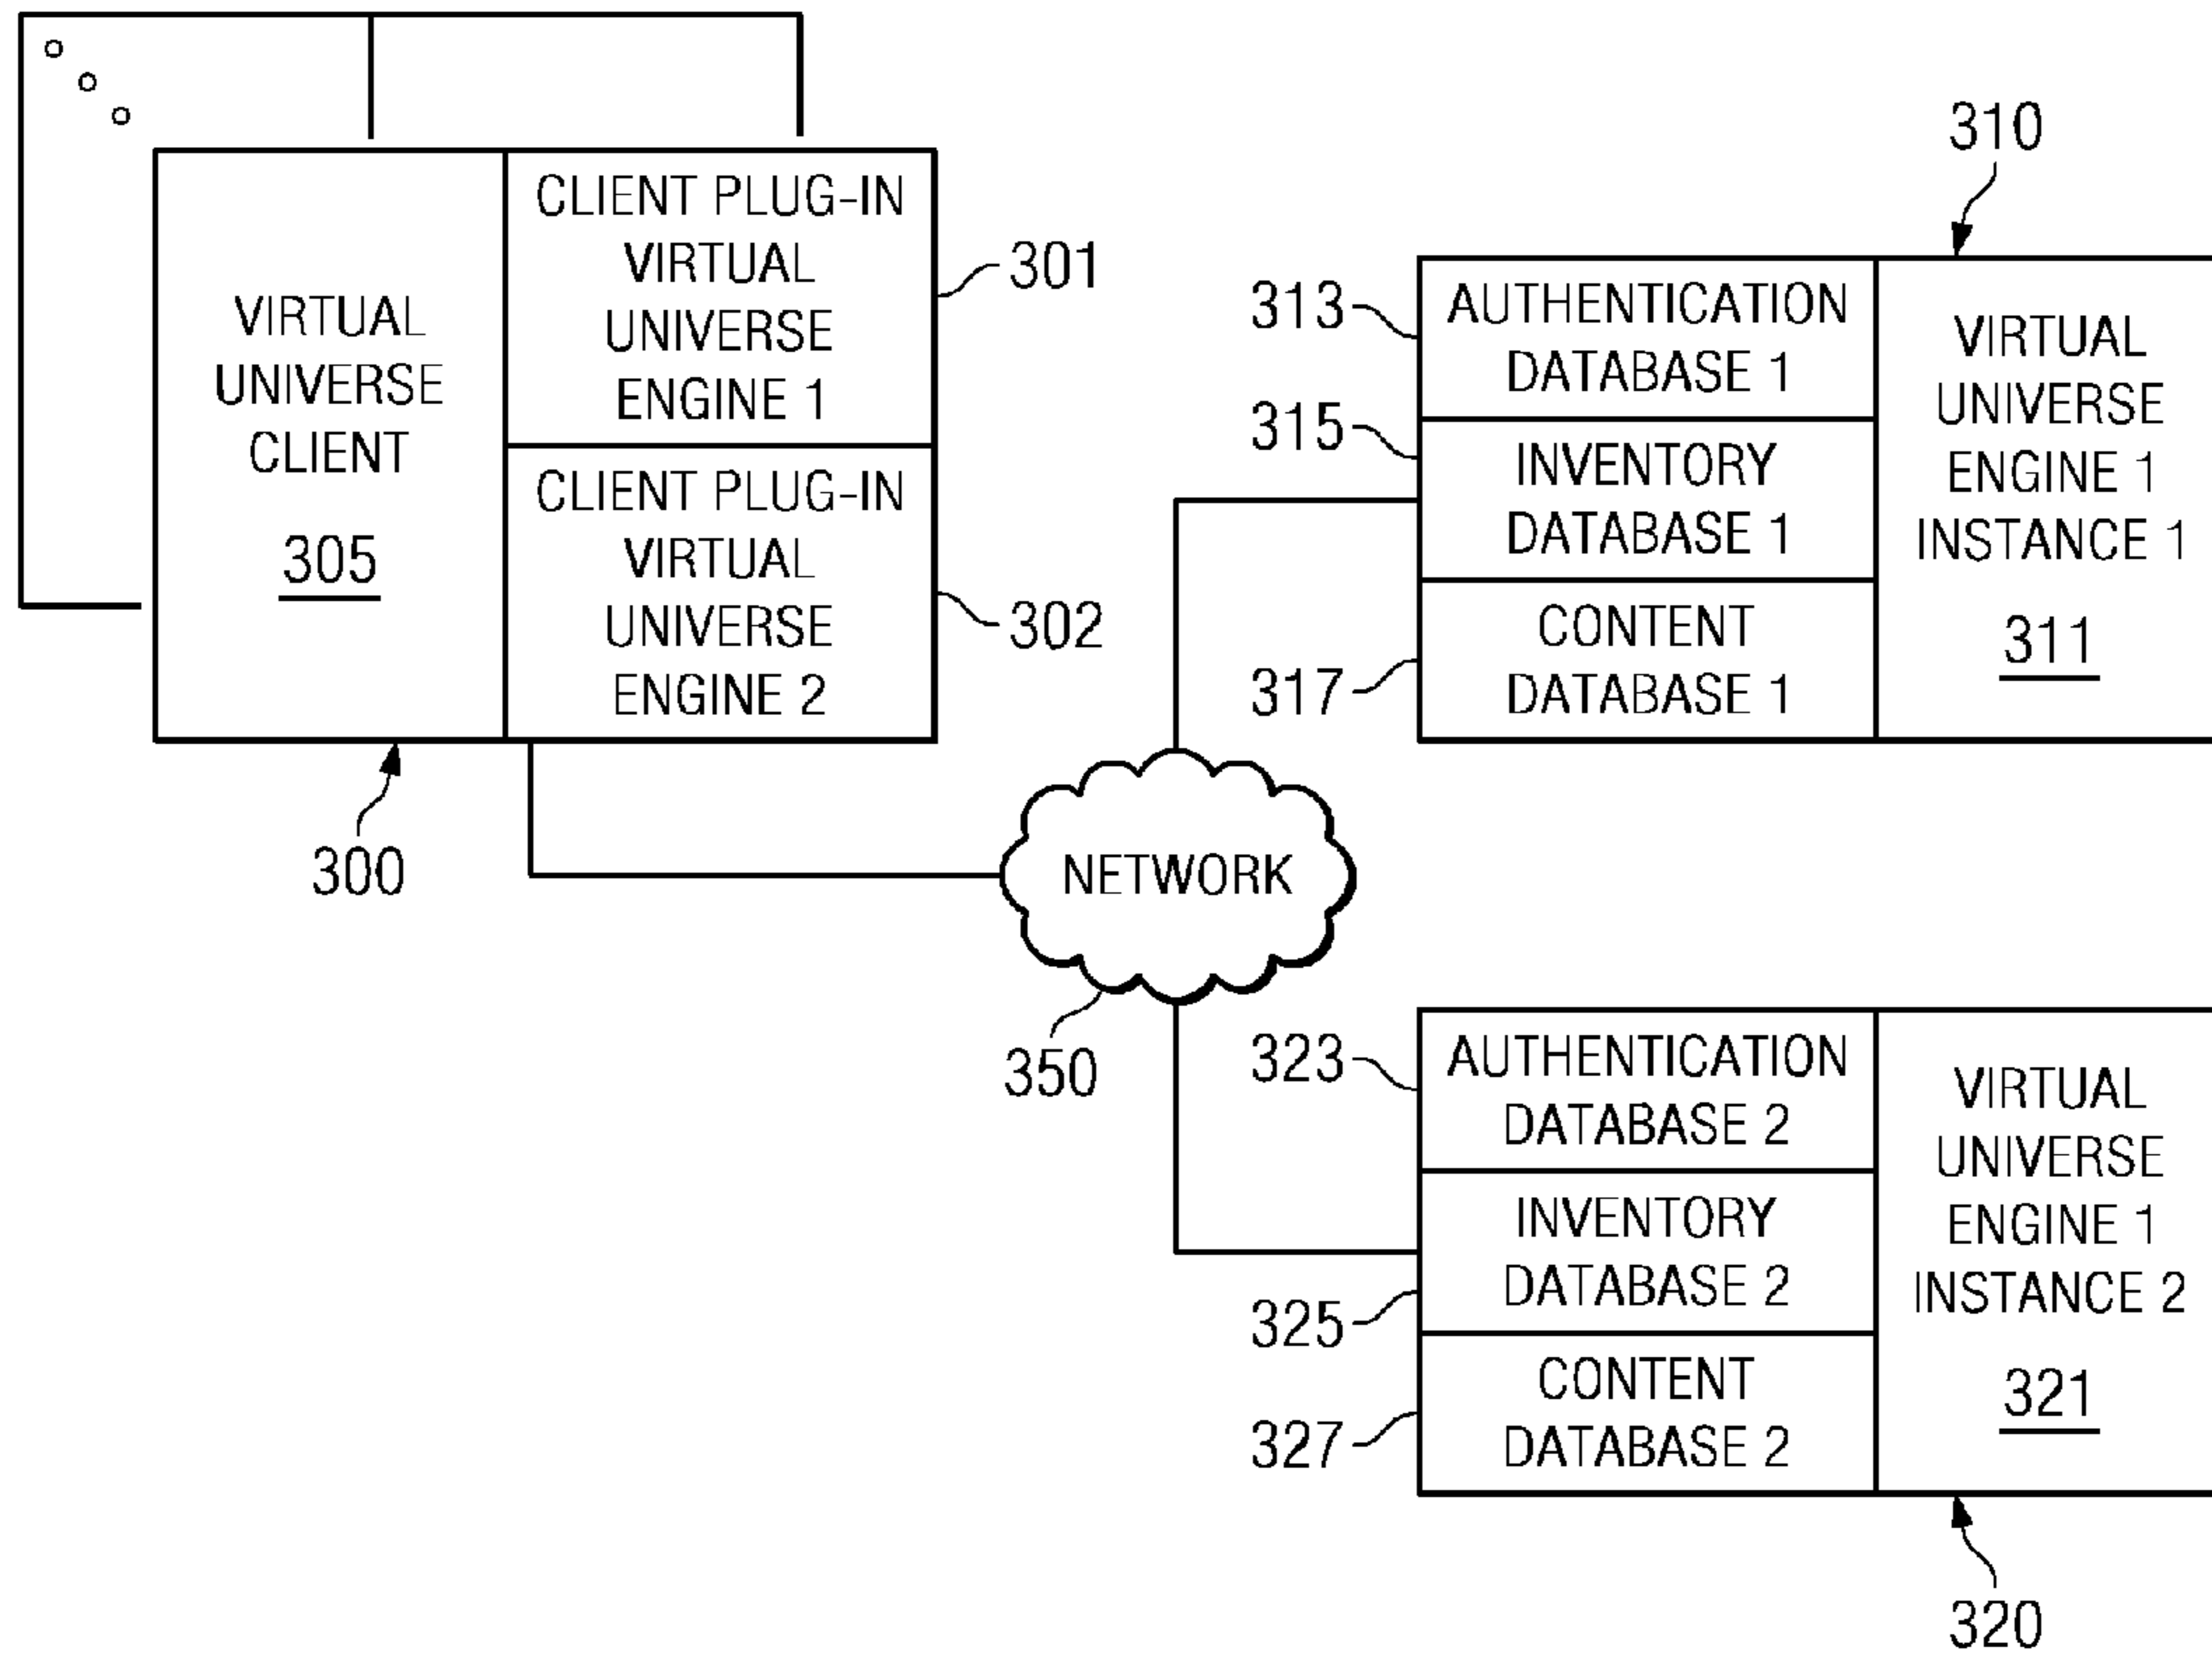 VIRTUAL
UNIVERSE
CLIENT
305
CLIENT PLUG-IN
VIRTUAL
UNIVERSE
ENGINE 1
301
CLIENT PLUG-IN
VIRTUAL
UNIVERSE
ENGINE 2
302
300
NETWORK
350
310
313
AUTHENTICATION
DATABASE 1
315
INVENTORY
DATABASE 1
317
CONTENT
DATABASE 1
VIRTUAL
UNIVERSE
ENGINE 1
INSTANCE 1
311
323
AUTHENTICATION
DATABASE 2
325
INVENTORY
DATABASE 2
327
CONTENT
DATABASE 2
VIRTUAL
UNIVERSE
ENGINE 1
INSTANCE 2
321
320